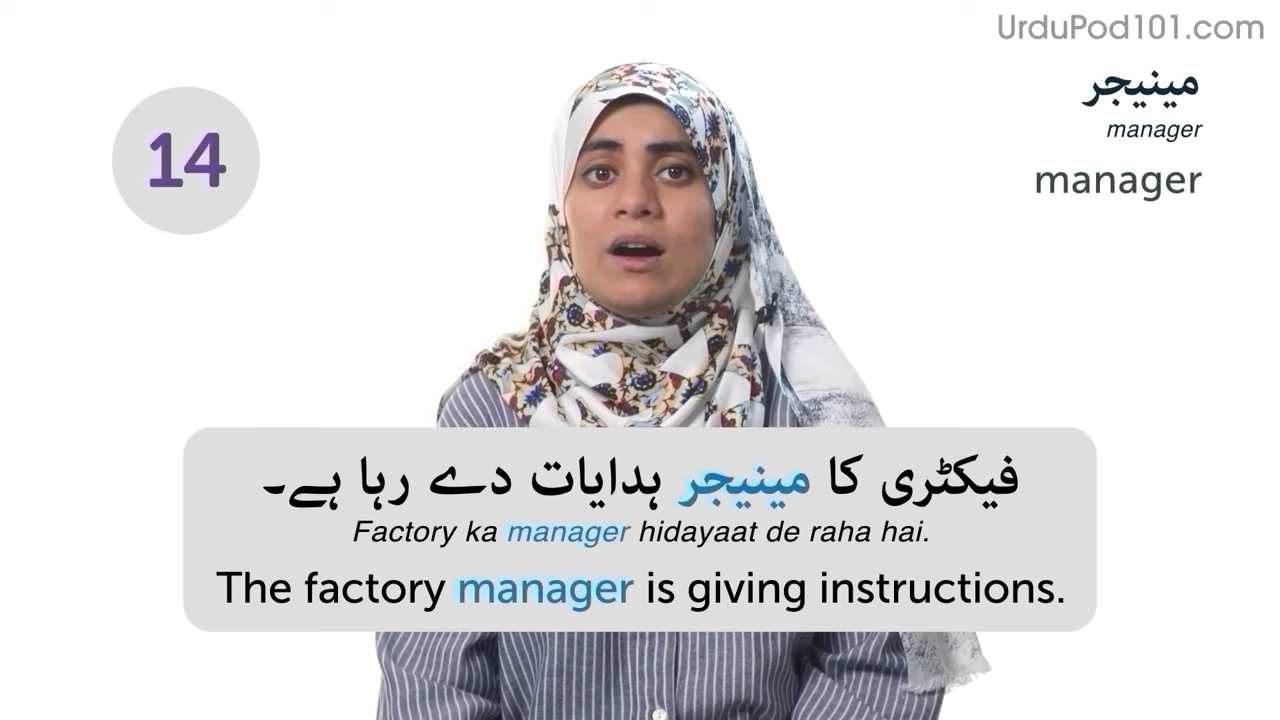 UrduPod101.com
14
مینیجر
manager
manager
فیکٹری کا مینیجر ہدایات دے رہا ہے۔
Factory ka manager hidayaat de raha hai.
The factory manager is giving instructions.